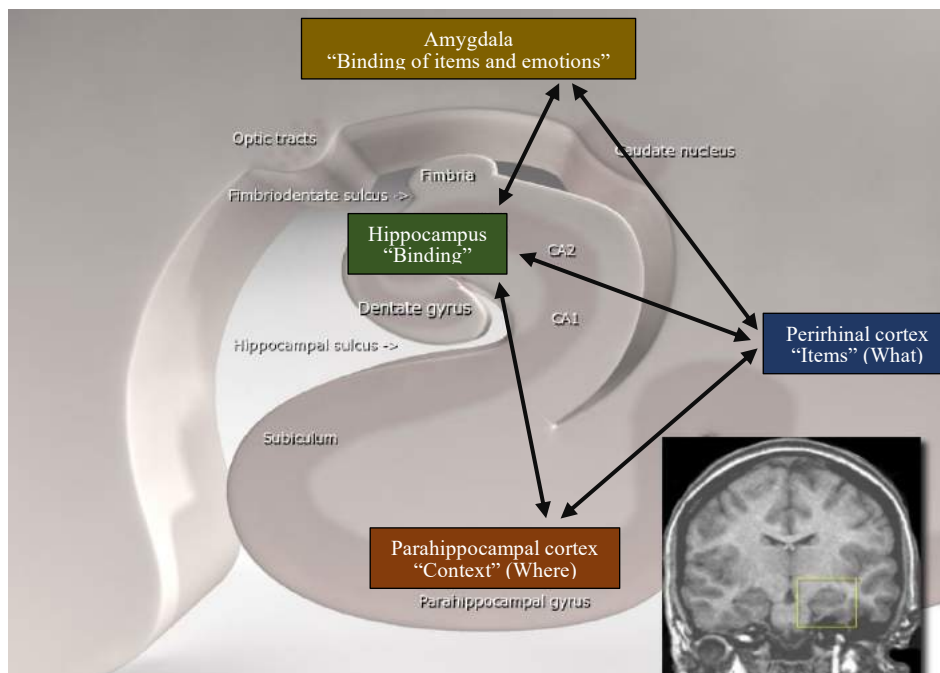 Amygdala
“Binding of items and emotions”
Optic tracts
Caudate nucleus
Fimbria
Fimbriodentate sulcus ->
Hippocampus
“Binding”
CA2
Dentate gyrus
CA1
Hippocampal sulcus ->
Perirhinal cortex
“Items” (What)
Subiculum
Parahippocampal cortex
“Context” (Where)
Parahippocampal gyrus